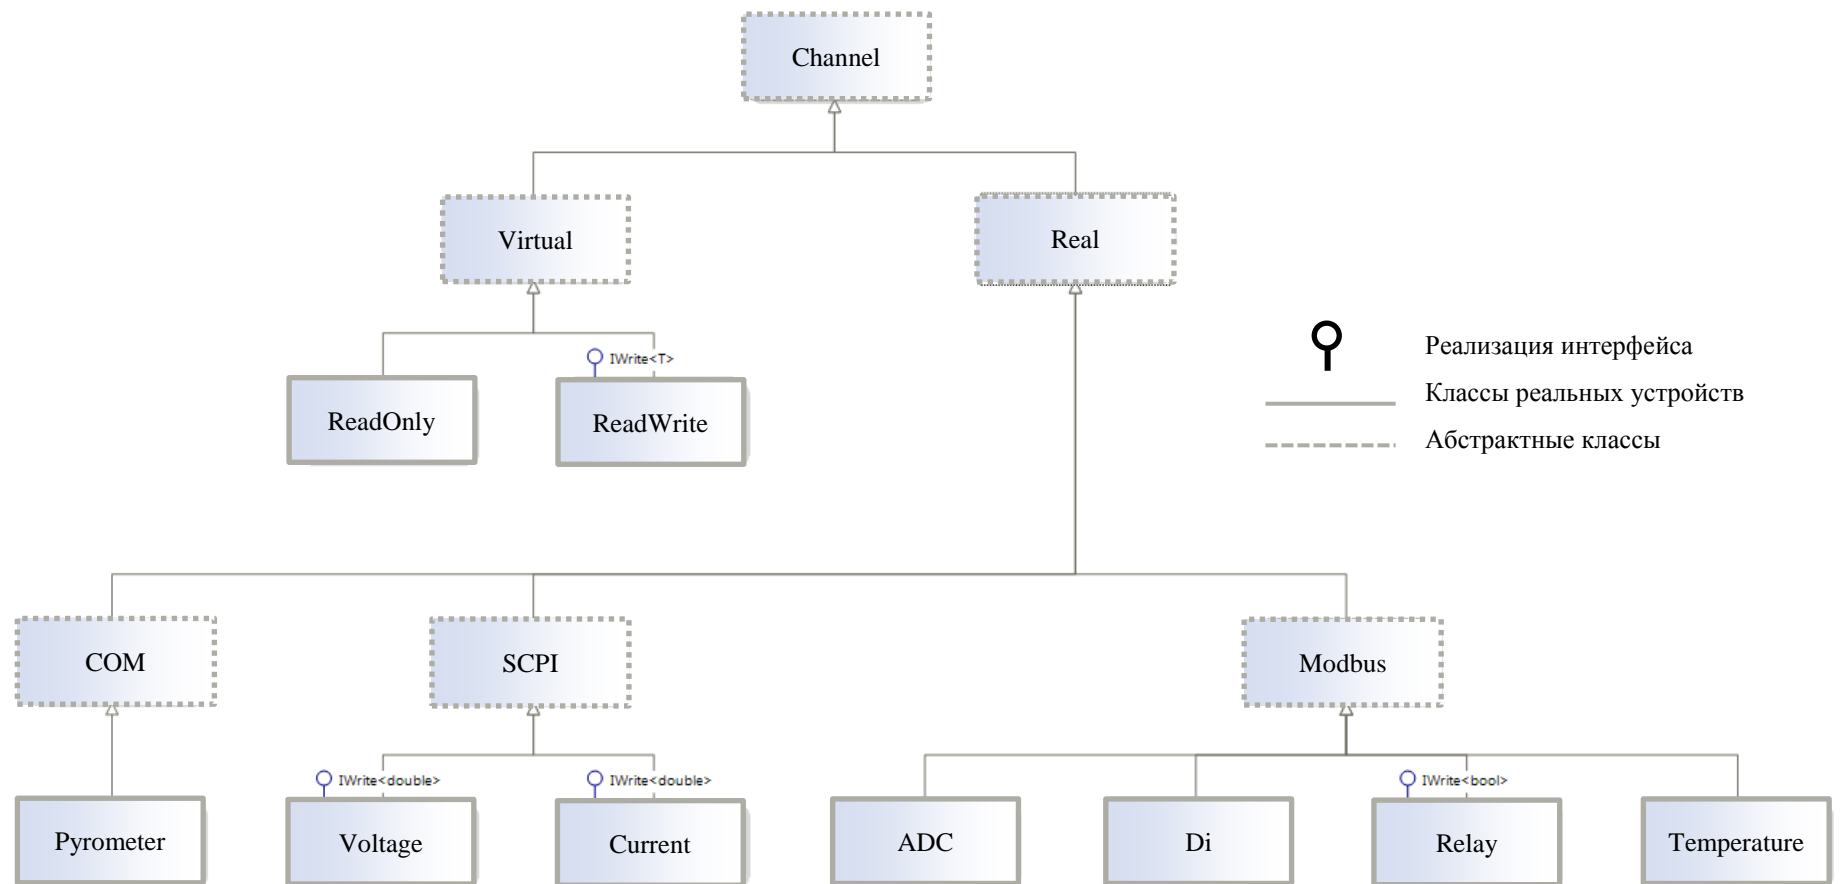 Channel
Virtual
Real
IWrite<T>
ReadOnly
ReadWrite
Реализация интерфейса
Классы реальных устройств
Абстрактные классы
COM
SCPI
Modbus
IWrite<double>
IWrite<double>
IWrite<bool>
Pyrometer
Voltage
Current
ADC
Di
Relay
Temperature